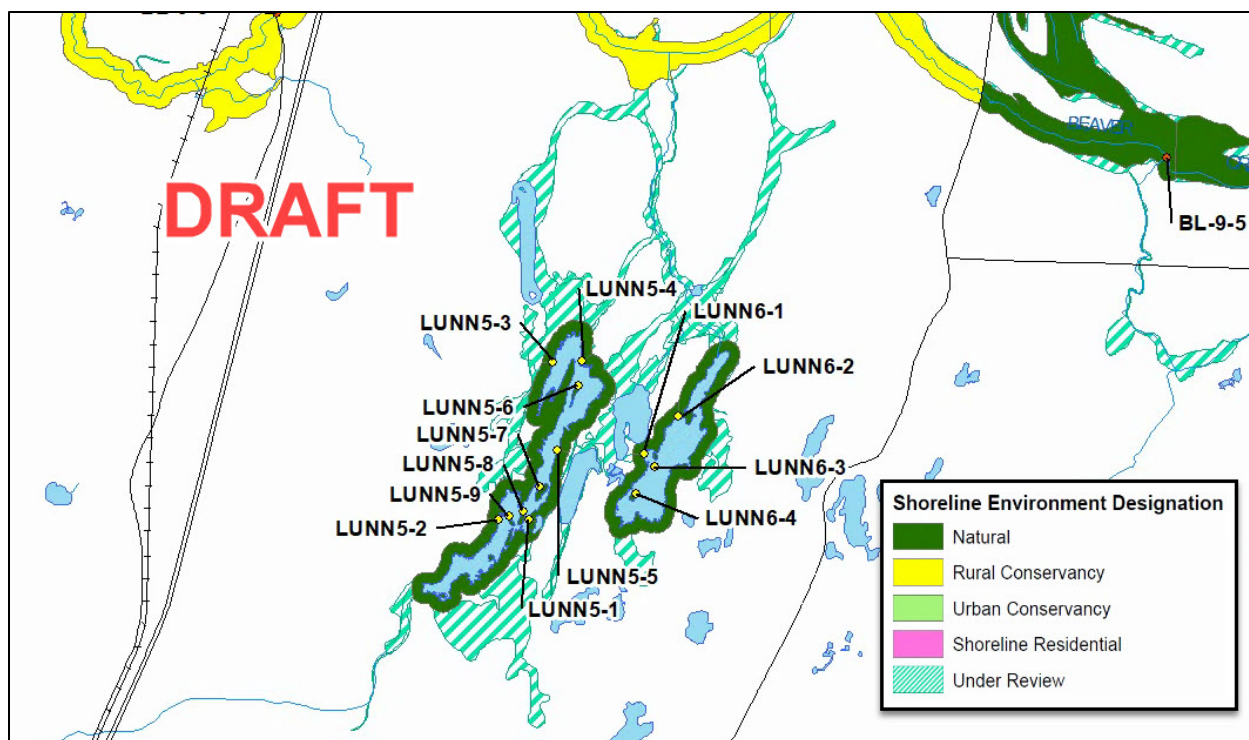 BEAVER
DRAFT
BL-9-5
LUNN5-4
LUNN6-1
LUNN5-3
LUNN6-2
LUNN5-6
LUNN5-7
LUNN5-8
LUNN6-3
LUNN5-9
LUNN5-2
LUNN6-4
LUNN5-5
LUNN5-1
Shoreline Environment Designation
Natural
Rural Conservancy
Urban Conservancy
Shoreline Residential
Under Review